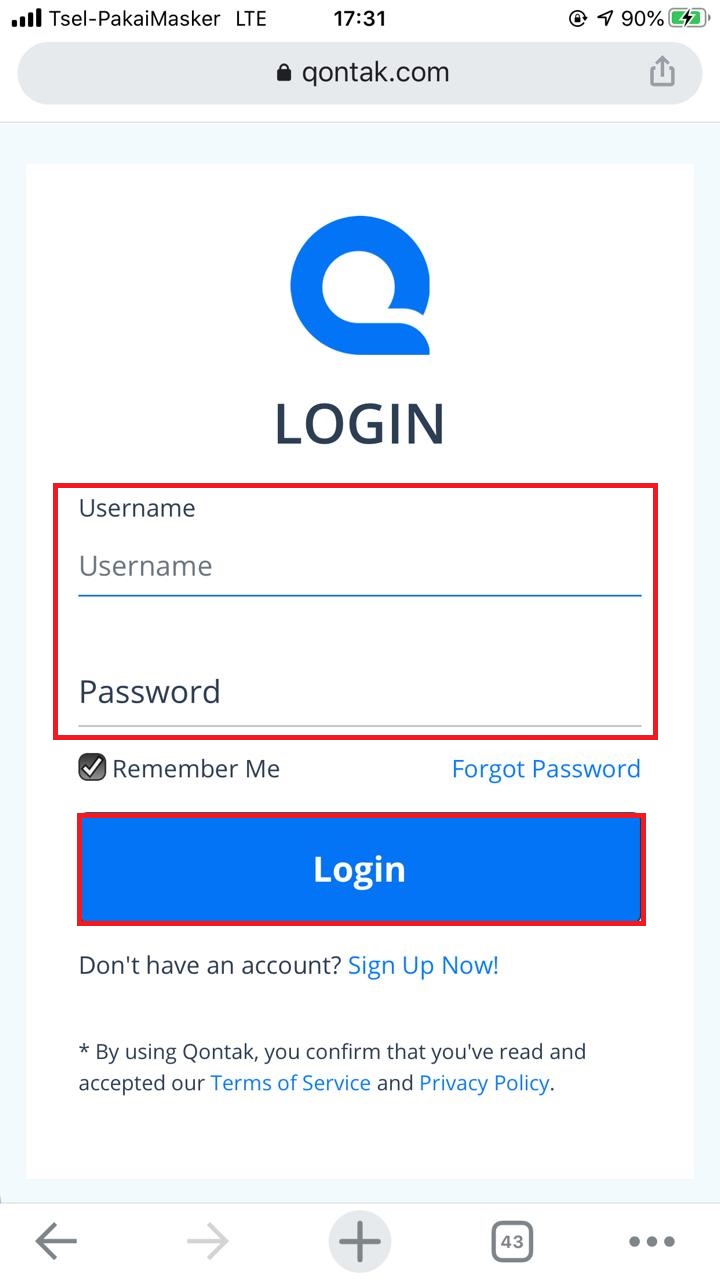 Tsel-PakaiMasker LTE 17:31 90%
qontak.com
LOGIN
Username
Username
Password
Remember Me Forgot Password
Login
Don't have an account? Sign Up Now!
* By using Qontak, you confirm that you've read and
accepted our Terms of Service and Privacy Policy.
43